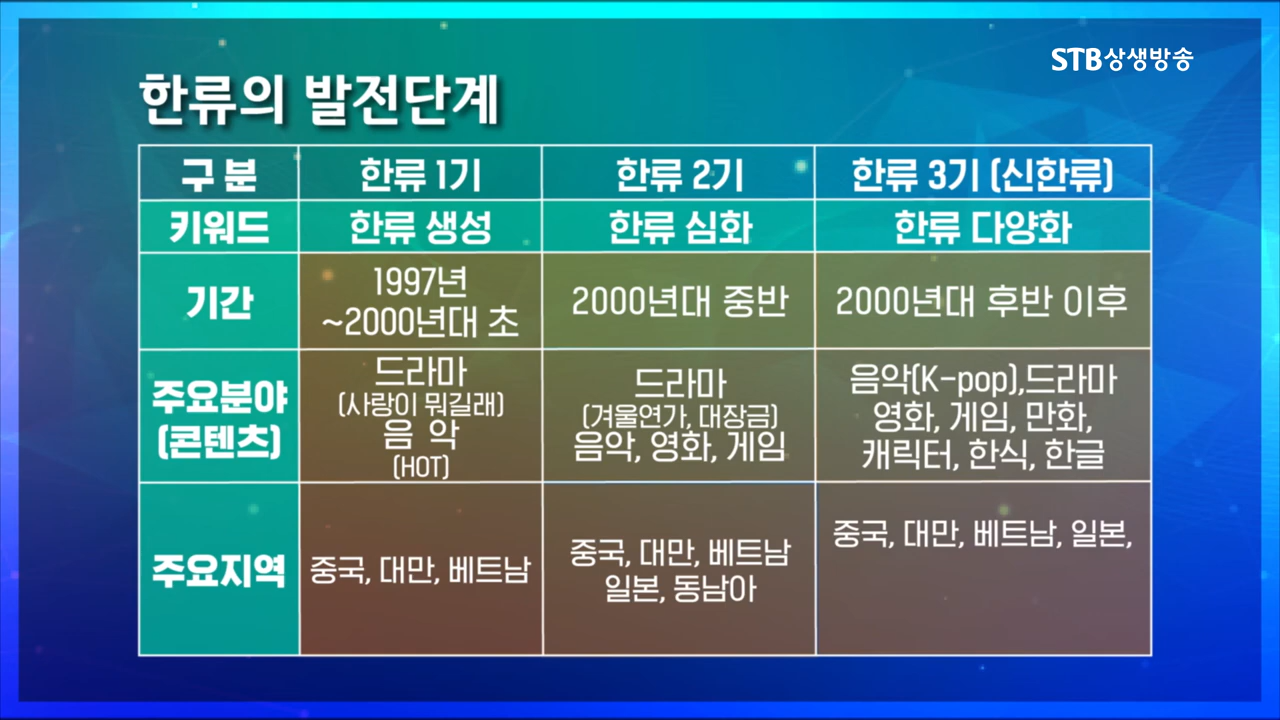 STB상생방송
한류의 발전단계
구 분 한류 1기 한류 2기 한류 3기 (신한류)
키워드 한류 생성 한류 심화 한류 다양화
기간
1997년
~2000년대 초
2000년대 중반
2000년대 후반 이후
주요분야
(콘텐츠)
드라마
(사랑이 뭐길래)
음 악
(HOT)
드라마
(겨울연가, 대장금)
음악, 영화, 게임
음악(K-pop),드라마
영화, 게임, 만화,
캐릭터, 한식, 한글
주요지역
중국, 대만, 베트남
중국, 대만, 베트남
일본, 동남아
중국, 대만, 베트남, 일본,